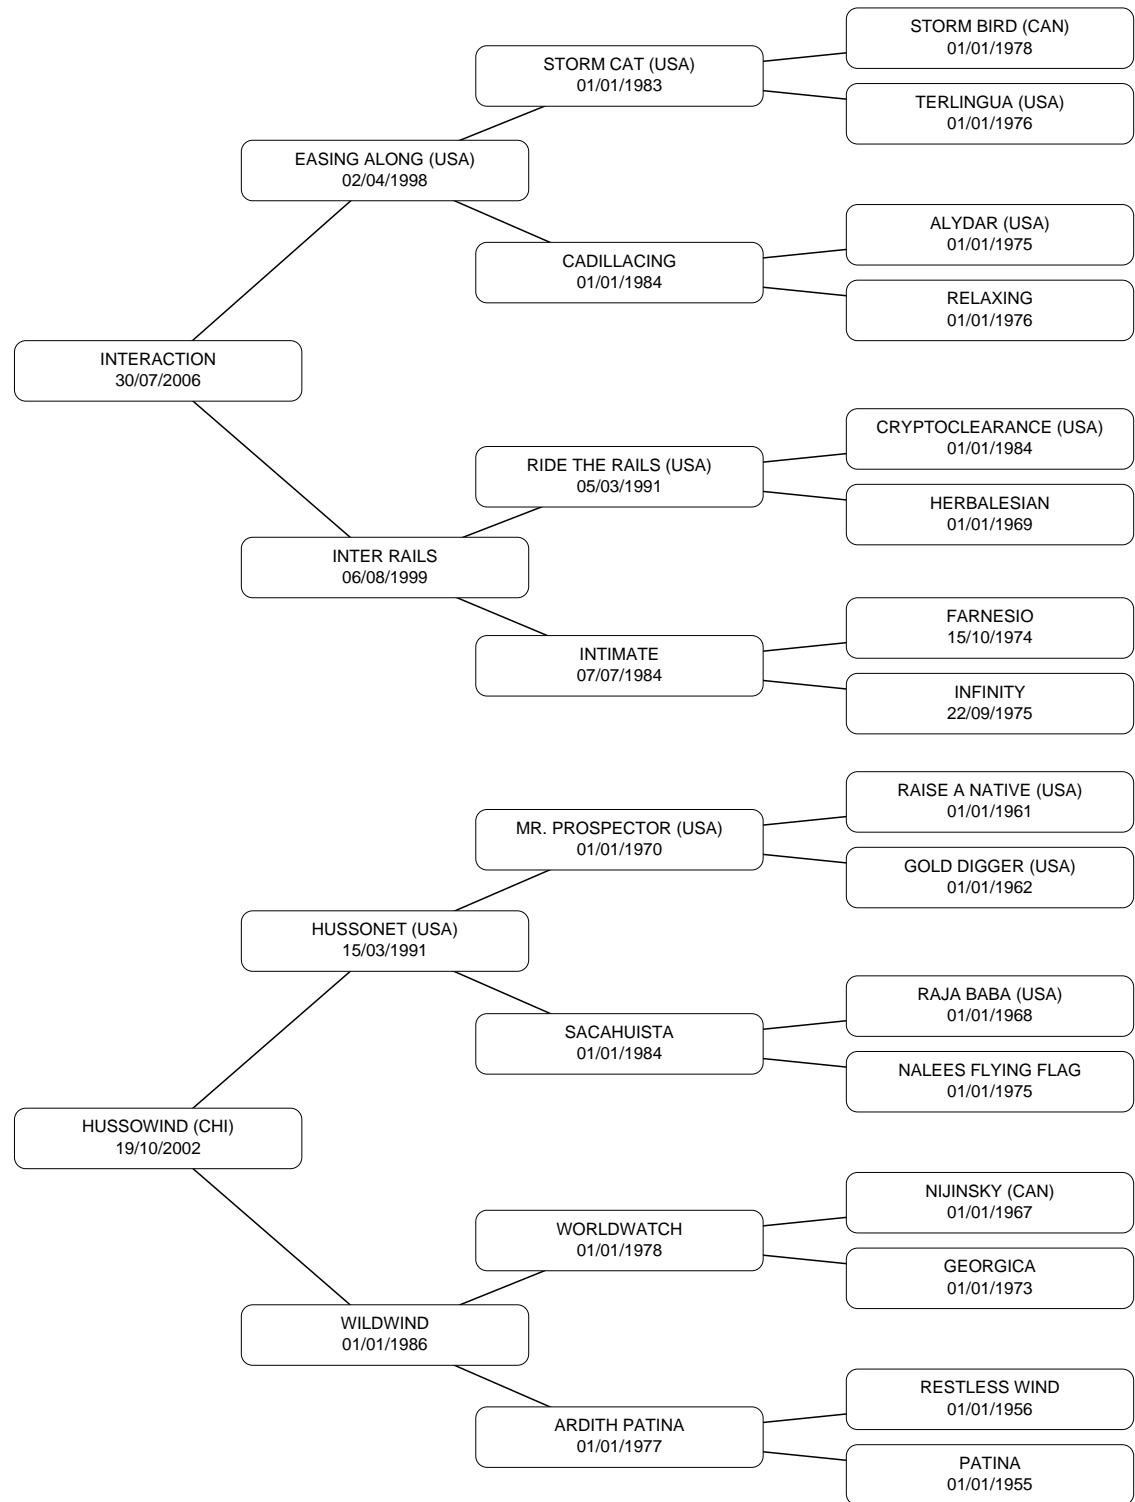 STORM BIRD (CAN)
01/01/1978
STORM CAT (USA)
01/01/1983
TERLINGUA (USA)
01/01/1976
EASING ALONG (USA)
02/04/1998
ALYDAR (USA)
01/01/1975
CADILLACING
01/01/1984
RELAXING
01/01/1976
INTERACTION
30/07/2006
CRYPTOCLEARANCE (USA)
01/01/1984
RIDE THE RAILS (USA)
05/03/1991
HERBALESIAN
01/01/1969
INTER RAILS
06/08/1999
FARNESIO
15/10/1974
INTIMATE
07/07/1984
INFINITY
22/09/1975
RAISE A NATIVE (USA)
01/01/1961
MR. PROSPECTOR (USA)
01/01/1970
GOLD DIGGER (USA)
01/01/1962
HUSSONET (USA)
15/03/1991
RAJA BABA (USA)
01/01/1968
SACAHUISTA
01/01/1984
NALEES FLYING FLAG
01/01/1975
HUSSOWIND (CHI)
19/10/2002
NIJINSKY (CAN)
01/01/1967
WORLDWATCH
01/01/1978
GEORGICA
01/01/1973
WILDWIND
01/01/1986
RESTLESS WIND
01/01/1956
ARDITH PATINA
01/01/1977
PATINA
01/01/1955